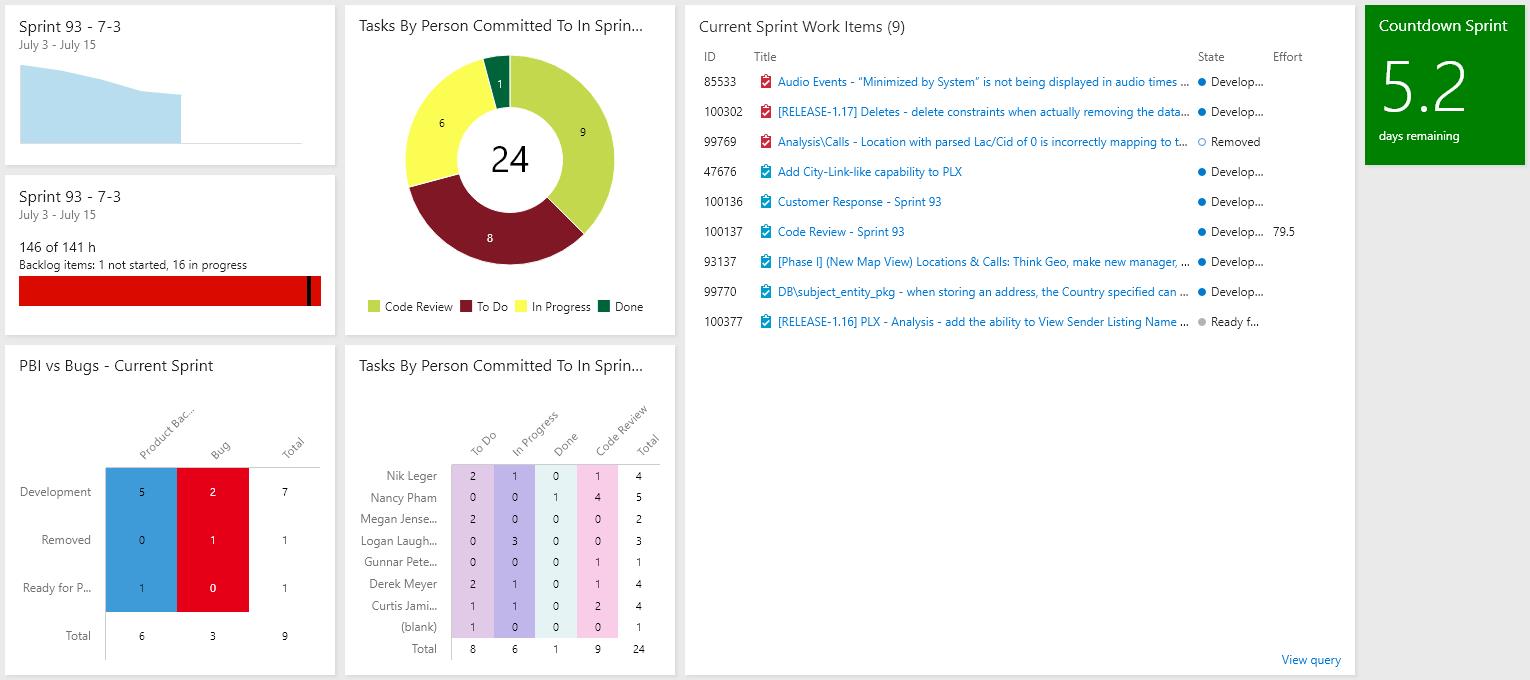 Sprint 93 - 7-3
July 3 - July 15
Sprint 93 - 7-3
July 3 - July 15
146 of 141 h
Backlog items: 1 not started, 16 in progress
PBI vs Bugs - Current Sprint
Product Bac... Bug Total
Development 5 2 7
Removed 0 1 1
Ready for P... 1 0 1
Total 6 3 9
Tasks By Person Committed To In Sprin...
1
6
9
24
8
Code Review To Do In Progress Done
Tasks By Person Committed To In Sprin...
To Do In Progress Done Code Review Total
Nik Leger 2 1 0 1 4
Nancy Pham 0 0 1 4 5
Megan Jense... 2 0 0 0 2
Logan Laugh... 0 3 0 0 3
Gunnar Pete... 0 0 0 1 1
Derek Meyer 2 1 0 1 4
Curtis Jami... 1 1 0 2 4
(blank) 1 0 0 0 1
Total 8 6 1 9 24
Current Sprint Work Items (9)
ID Title State Effort
85533 Audio Events - “Minimized by System” is not being displayed in audio times ... Develop...
100302 [RELEASE-1.17] Deletes - delete constraints when actually removing the data... Develop...
99769 Analysis\Calls - Location with parsed Lac/Cid of 0 is incorrectly mapping to t... Removed
47676 Add City-Link-like capability to PLX Develop...
100136 Customer Response - Sprint 93 Develop...
100137 Code Review - Sprint 93 Develop... 79.5
93137 [Phase I] (New Map View) Locations & Calls: Think Geo, make new manager, ... Develop...
99770 DB\subject_entity_pkg - when storing an address, the Country specified can ... Develop...
100377 [RELEASE-1.16] PLX - Analysis - add the ability to View Sender Listing Name ... Ready f...
View query
Countdown Sprint
5.2
days remaining